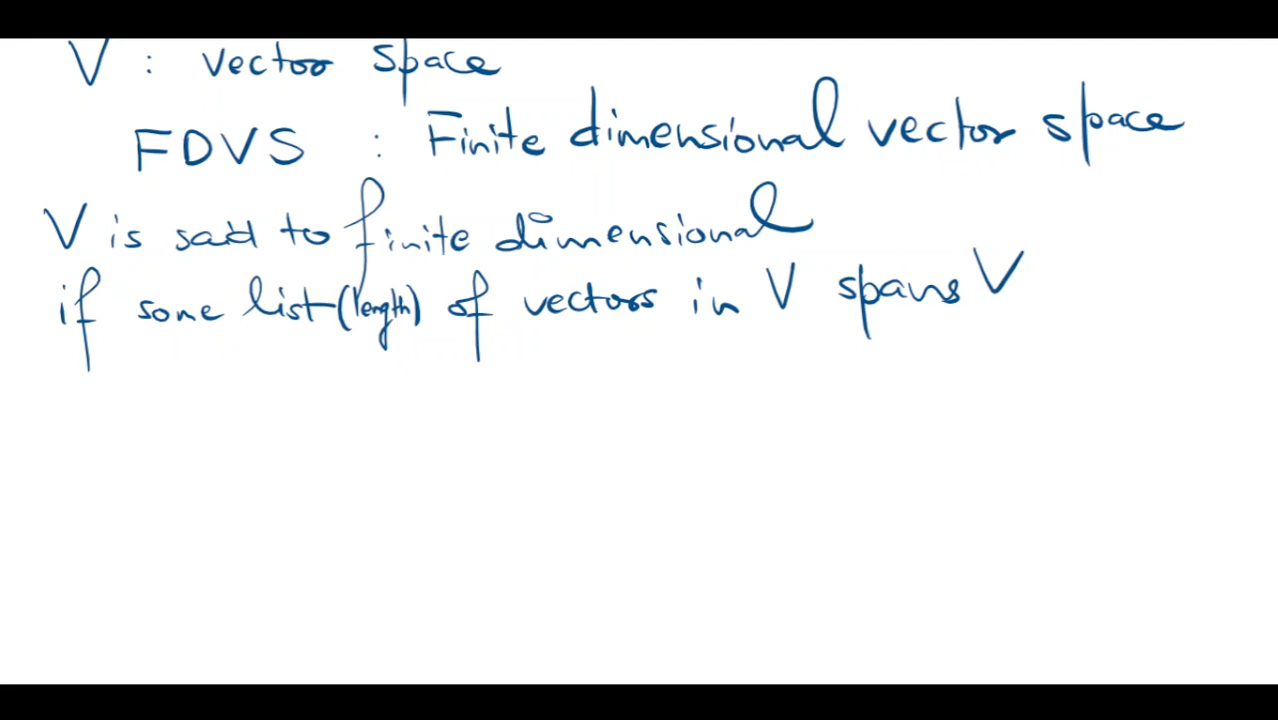 V : vector space
FDVS : Finite dimensional vector space
V is said to finite dimensional
if some list (length) of vectors in V spans V